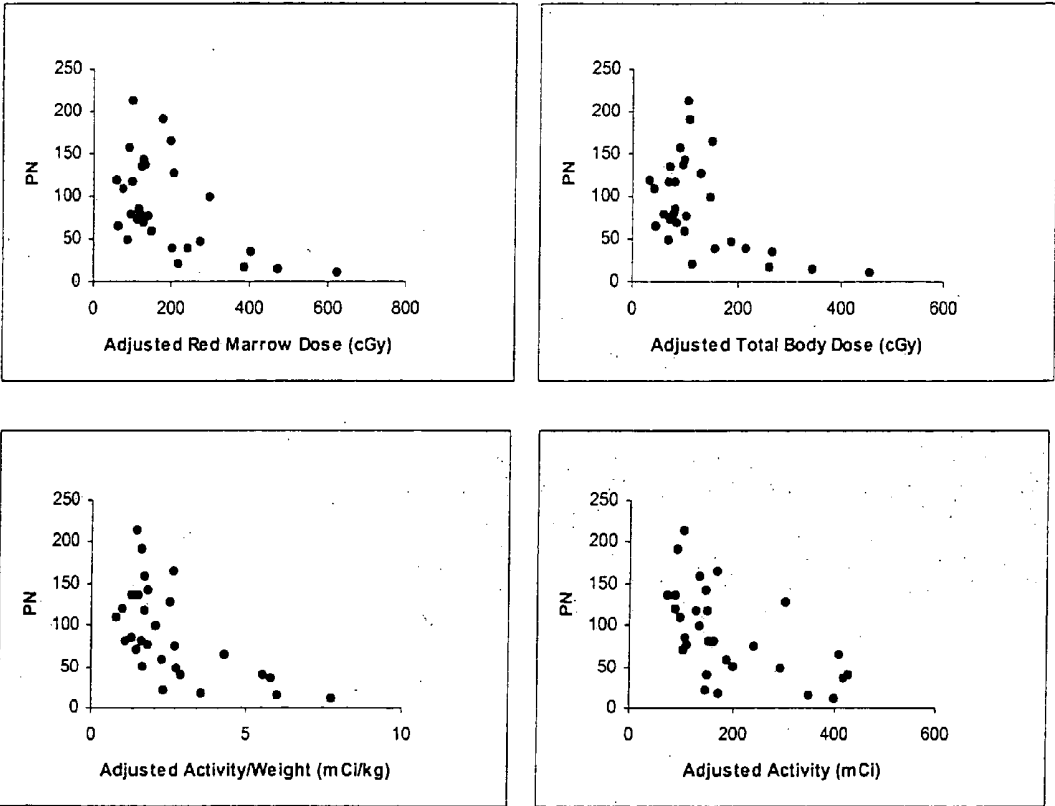 250
200
150
100
50
0
PN
0 200 400 600 800
Adjusted Red Marrow Dose (cGy)
250
200
150
100
50
0
PN
0 200 400 600
Adjusted Total Body Dose (cGy)
250
200
150
100
50
0
PN
0 5 10
Adjusted Activity/Weight (mCi/kg)
250
200
150
100
50
0
PN
0 200 400 600
Adjusted Activity (mCi)